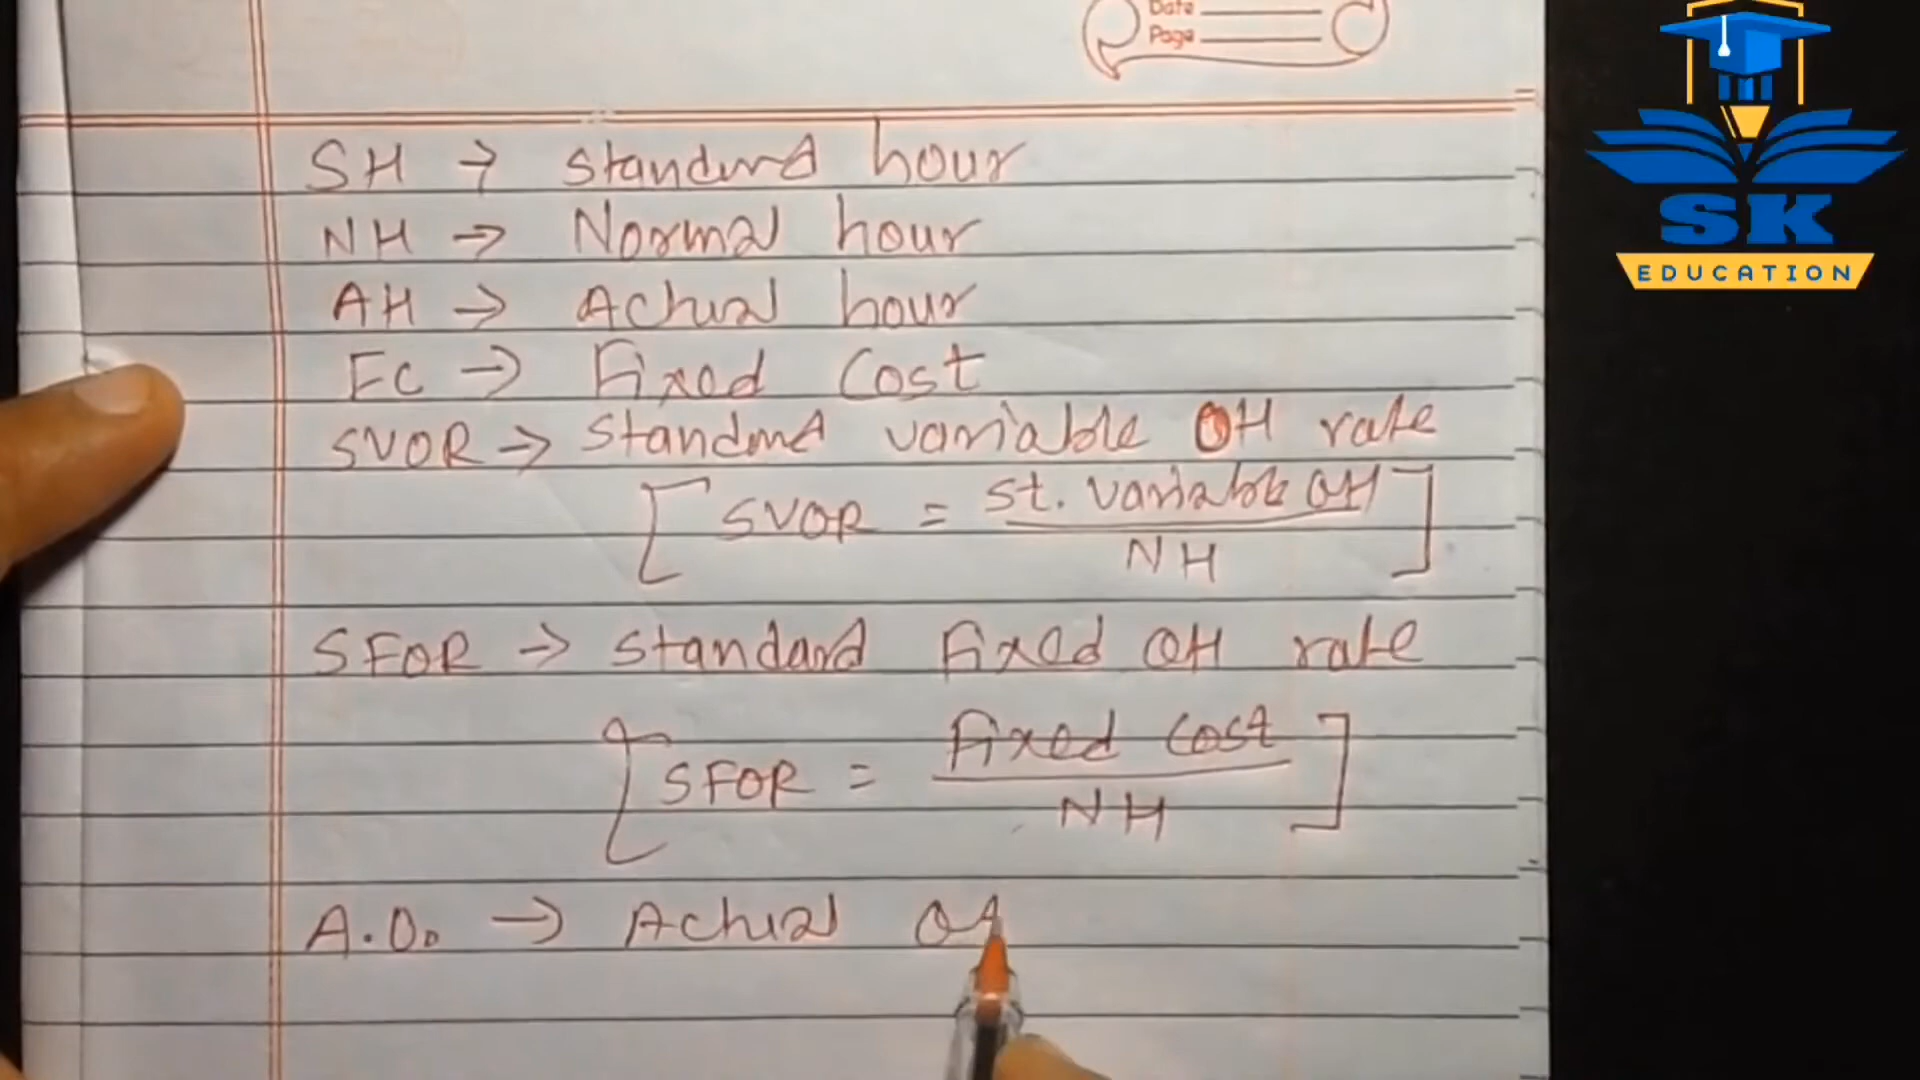 Date
Page
SH → Standard hour
NH → Normal hour
AH → Actual hour
FC → Fixed Cost
SVOR → Standard variable OH rate
[SVOR = St. variable OH / NH]
SFOR → Standard Fixed OH rate
[SFOR = Fixed Cost / NH]
A.O. → Actual OH
SK
EDUCATION